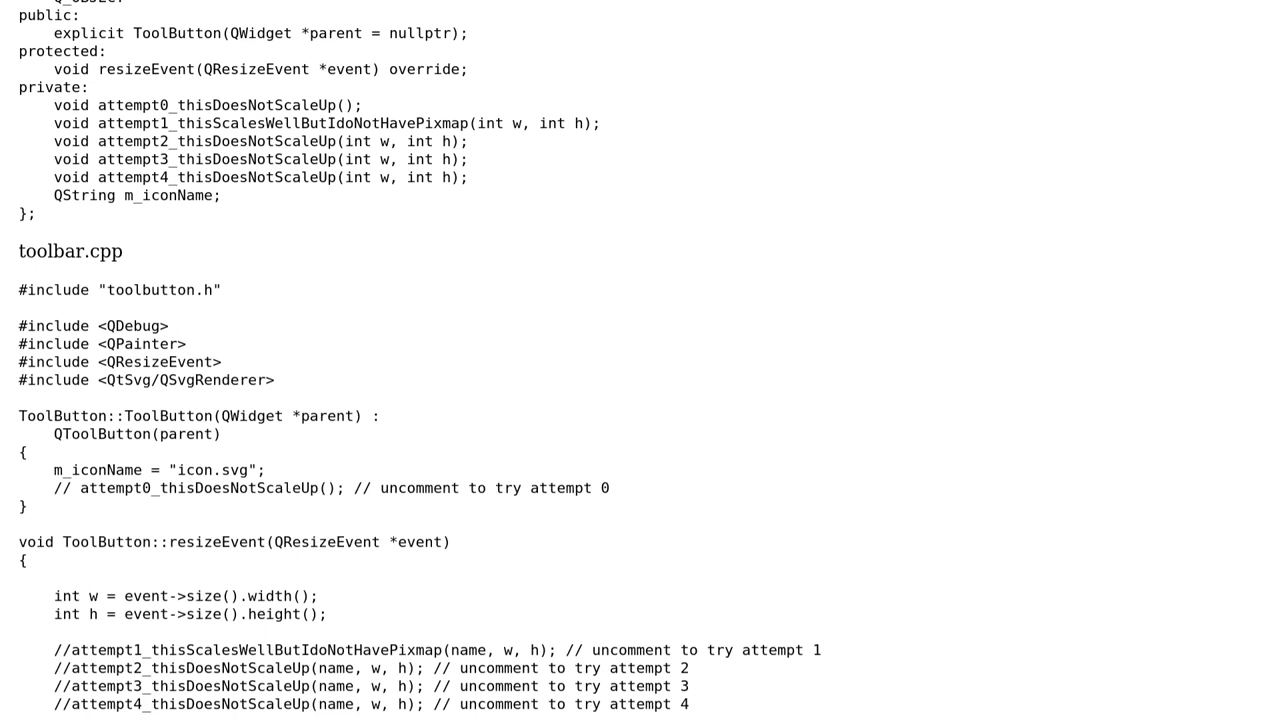 public:
    explicit ToolButton(QWidget *parent = nullptr);
protected:
    void resizeEvent(QResizeEvent *event) override;
private:
    void attempt0_thisDoesNotScaleUp();
    void attempt1_thisScalesWellButIdoNotHavePixmap(int w, int h);
    void attempt2_thisDoesNotScaleUp(int w, int h);
    void attempt3_thisDoesNotScaleUp(int w, int h);
    void attempt4_thisDoesNotScaleUp(int w, int h);
    QString m_iconName;
};
toolbar.cpp
#include "toolbutton.h"
#include <QDebug>
#include <QPainter>
#include <QResizeEvent>
#include <QtSvg/QSvgRenderer>
ToolButton::ToolButton(QWidget *parent) :
    QToolButton(parent)
{
    m_iconName = "icon.svg";
    // attempt0_thisDoesNotScaleUp(); // uncomment to try attempt 0
}
void ToolButton::resizeEvent(QResizeEvent *event)
{
    int w = event->size().width();
    int h = event->size().height();
    //attempt1_thisScalesWellButIdoNotHavePixmap(name, w, h); // uncomment to try attempt 1
    //attempt2_thisDoesNotScaleUp(name, w, h); // uncomment to try attempt 2
    //attempt3_thisDoesNotScaleUp(name, w, h); // uncomment to try attempt 3
    //attempt4_thisDoesNotScaleUp(name, w, h); // uncomment to try attempt 4